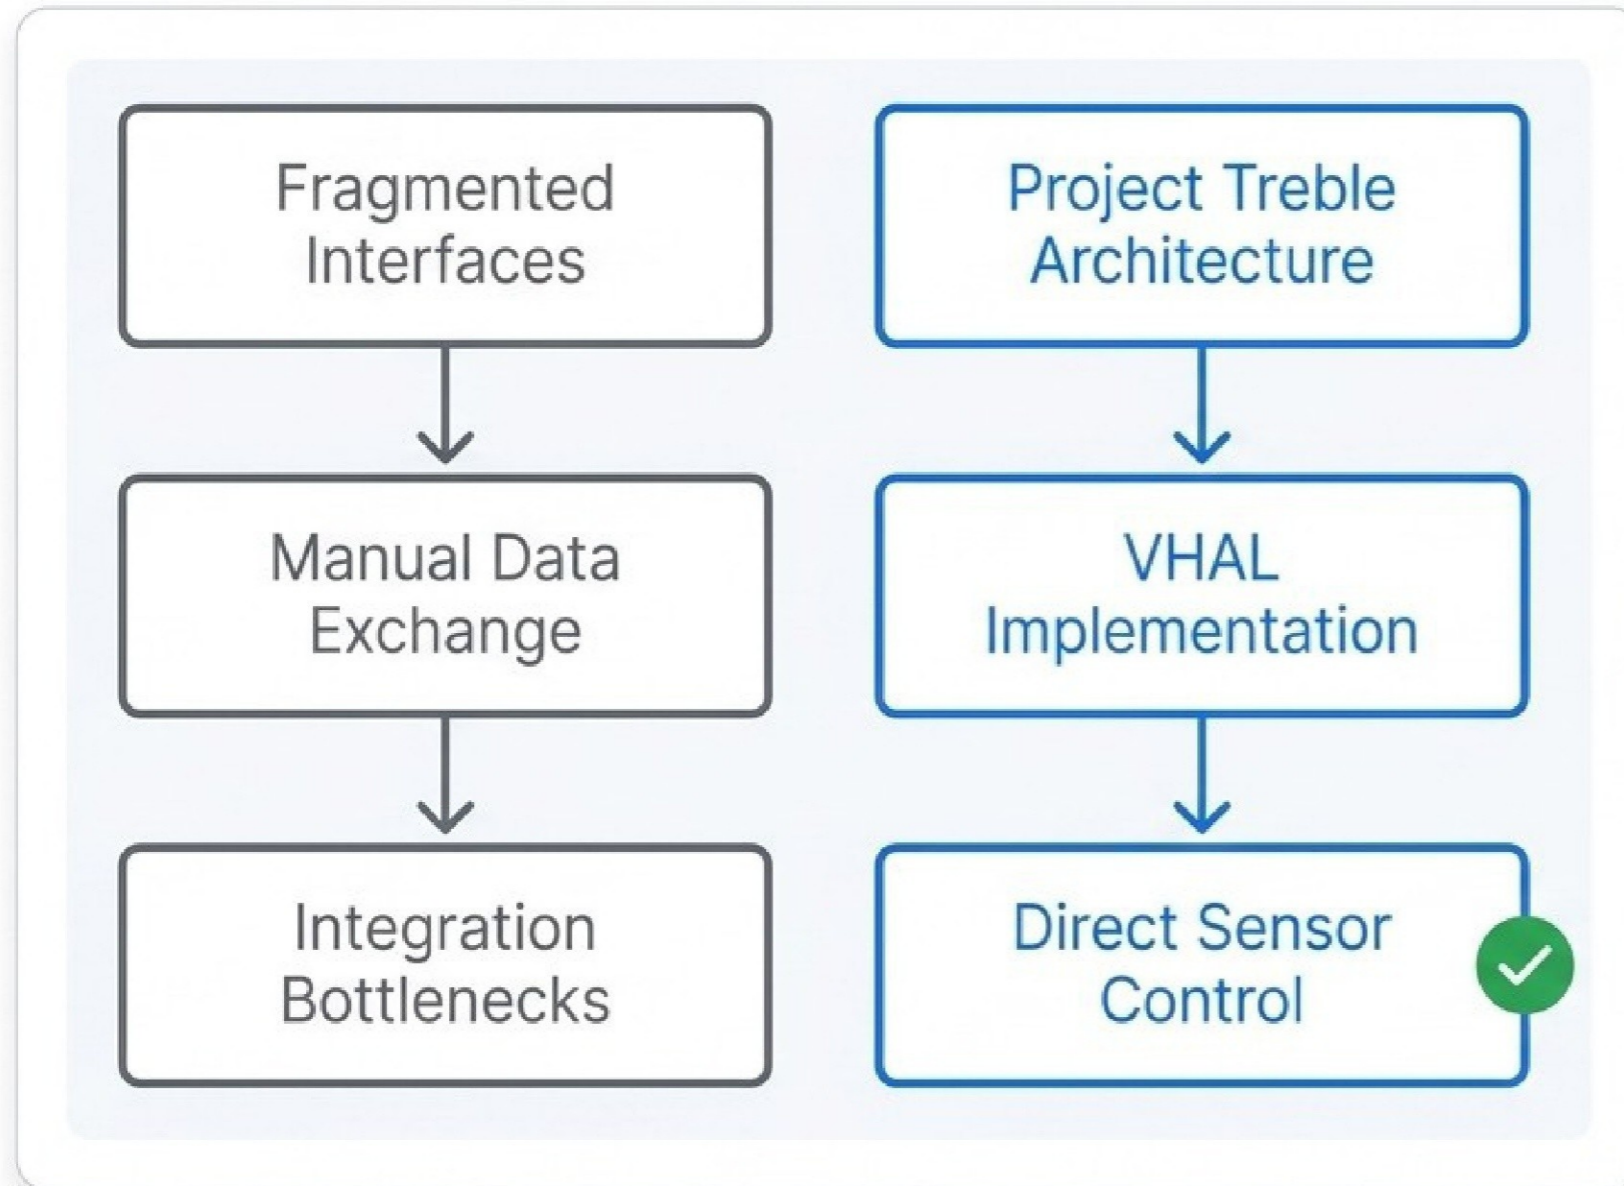 Fragmented
Interfaces
Manual Data
Exchange
Integration
Bottlenecks
Project Treble
Architecture
VHAL
Implementation
Direct Sensor
Control